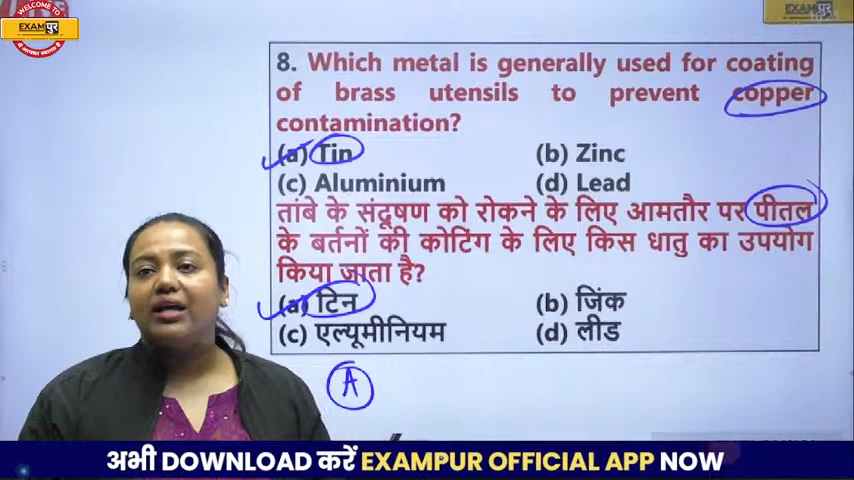 WELCOME TO
EXAMपुर
8. Which metal is generally used for coating
of brass utensils to prevent copper
contamination?
(a) Tin
(b) Zinc
(c) Aluminium
(d) Lead
तांबे के संदूषण को रोकने के लिए आमतौर पर पीतल
के बर्तनों की कोटिंग के लिए किस धातु का उपयोग
किया जाता है?
(a) टिन
(b) जिंक
(c) एल्यूमीनियम
(d) लीड
A
अभी DOWNLOAD करें EXAMPUR OFFICIAL APP NOW
EXAMपुर